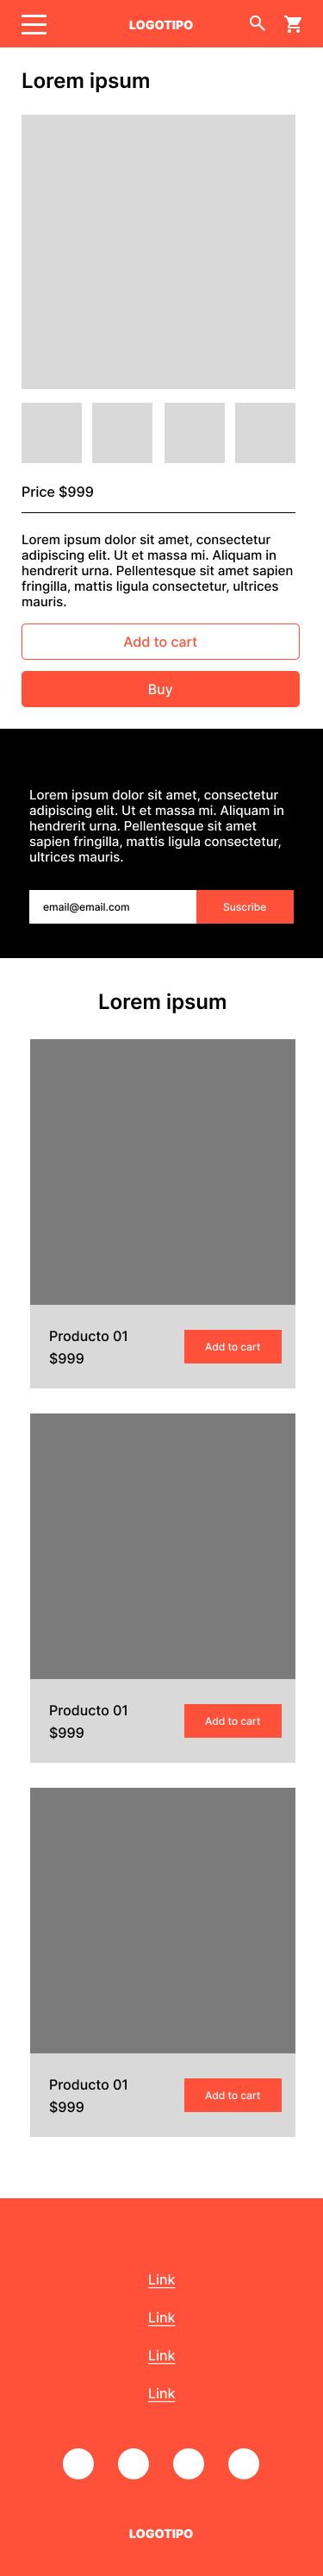 LOGOTIPO
Lorem ipsum
Price $999
Lorem ipsum dolor sit amet, consectetur
adipiscing elit. Ut et massa mi. Aliquam in
hendrerit urna. Pellentesque sit amet sapien
fringilla, mattis ligula consectetur, ultrices
mauris.
Add to cart
Buy
Lorem ipsum dolor sit amet, consectetur
adipiscing elit. Ut et massa mi. Aliquam in
hendrerit urna. Pellentesque sit amet
sapien fringilla, mattis ligula consectetur,
ultrices mauris.
email@email.com Suscribe
Lorem ipsum
Producto 01
$999
Add to cart
Producto 01
$999
Add to cart
Producto 01
$999
Add to cart
Link
Link
Link
Link
LOGOTIPO